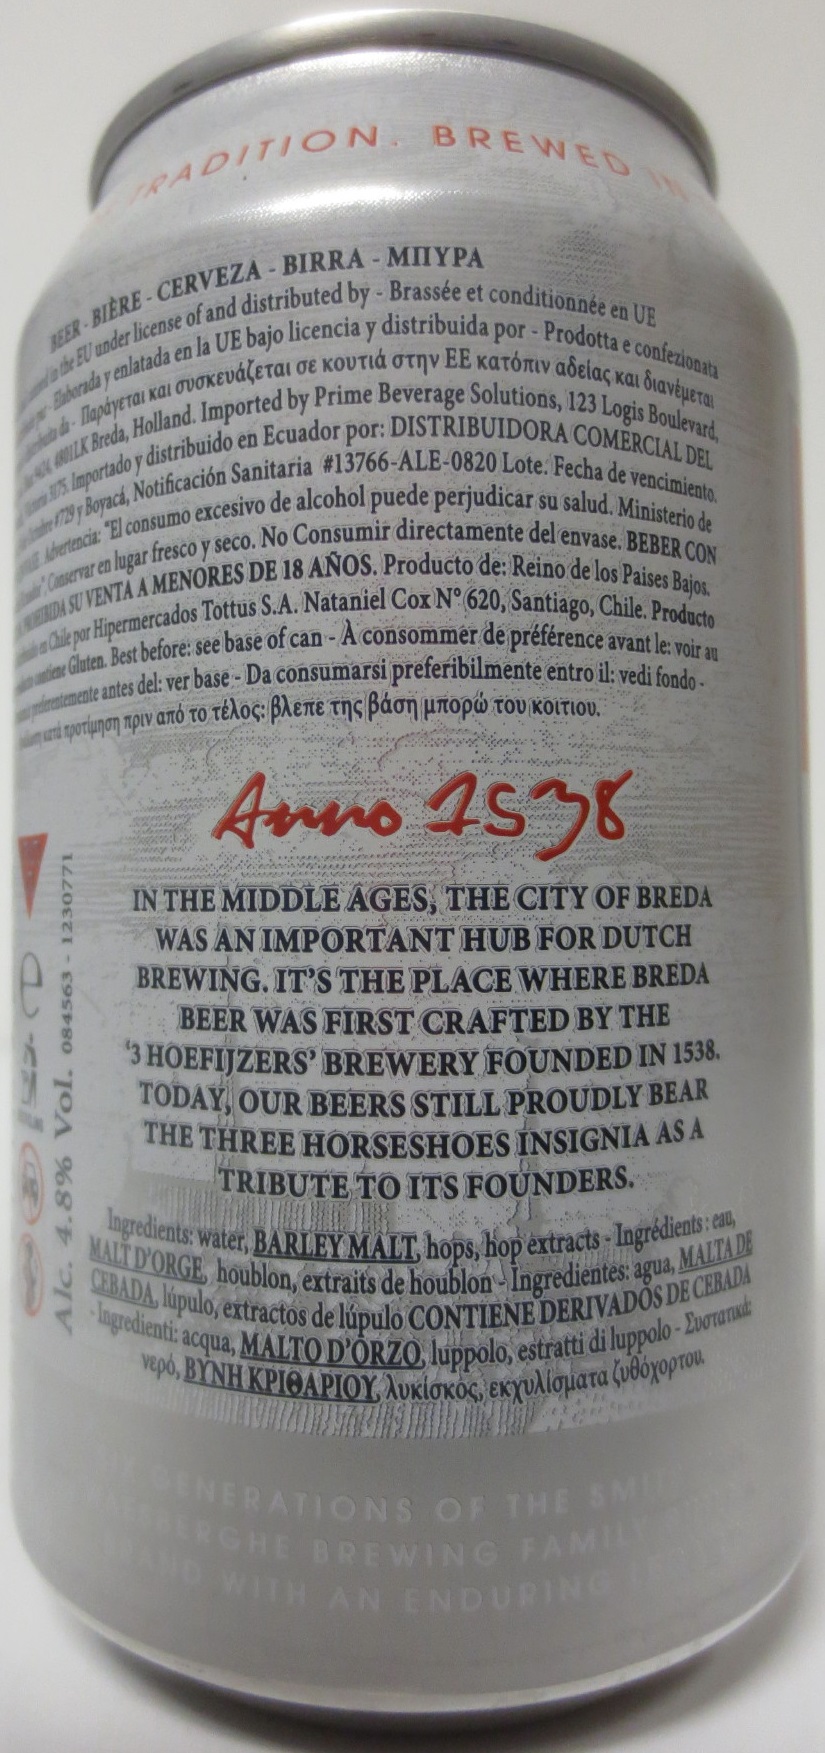 TRADITION. BREWED IN
BEER - BIÈRE - CERVEZA - BIRRA - ΜΠΥΡΑ
in the EU under license of and distributed by - Brassée et conditionnée en UE
Elaborada y enlatada en la UE bajo licencia y distribuida por - Prodotta e confezionata
da - Παράγεται και συσκευάζεται σε κουτιά στην ΕΕ κατόπιν αδείας και διανέμεται
4801LK Breda, Holland. Imported by Prime Beverage Solutions, 123 Logis Boulevard,
3175. Importado y distribuido en Ecuador por: DISTRIBUIDORA COMERCIAL DEL
#729 y Boyacá, Notificación Sanitaria #13766-ALE-0820 Lote. Fecha de vencimiento.
Advertencia: "El consumo excesivo de alcohol puede perjudicar su salud. Ministerio de
Conservar en lugar fresco y seco. No Consumir directamente del envase. BEBER CON
PROHIBIDA SU VENTA A MENORES DE 18 AÑOS. Producto de: Reino de los Paises Bajos.
en Chile por Hipermercados Tottus S.A. Nataniel Cox N° 620, Santiago, Chile. Producto
contiene Gluten. Best before: see base of can - À consommer de préférence avant le: voir au
preferentemente antes del: ver base - Da consumarsi preferibilmente entro il: vedi fondo -
κατά προτίμηση πριν από το τέλος: βλεπε της βάση μπορώ του κοιτιου.
Anno 1538
IN THE MIDDLE AGES, THE CITY OF BREDA
WAS AN IMPORTANT HUB FOR DUTCH
BREWING. IT'S THE PLACE WHERE BREDA
BEER WAS FIRST CRAFTED BY THE
'3 HOEFIJZERS' BREWERY FOUNDED IN 1538.
TODAY, OUR BEERS STILL PROUDLY BEAR
THE THREE HORSESHOES INSIGNIA AS A
TRIBUTE TO ITS FOUNDERS.
Alc. 4.8% Vol. 084563 - 1230771
Ingredients: water, BARLEY MALT, hops, hop extracts - Ingrédients : eau,
MALT D'ORGE, houblon, extraits de houblon - Ingredientes: agua, MALTA DE
CEBADA, lúpulo, extractos de lúpulo CONTIENE DERIVADOS DE CEBADA
- Ingredienti: acqua, MALTO D'ORZO, luppolo, estratti di luppolo - Συστατικά:
νερό, ΒΥΝΗ ΚΡΙΘΑΡΙΟΥ, λυκίσκος, εκχυλίσματα ζυθόχορτου.
GENERATIONS OF THE SMI
BERGHE BREWING FAMILY
BRAND WITH AN ENDURING